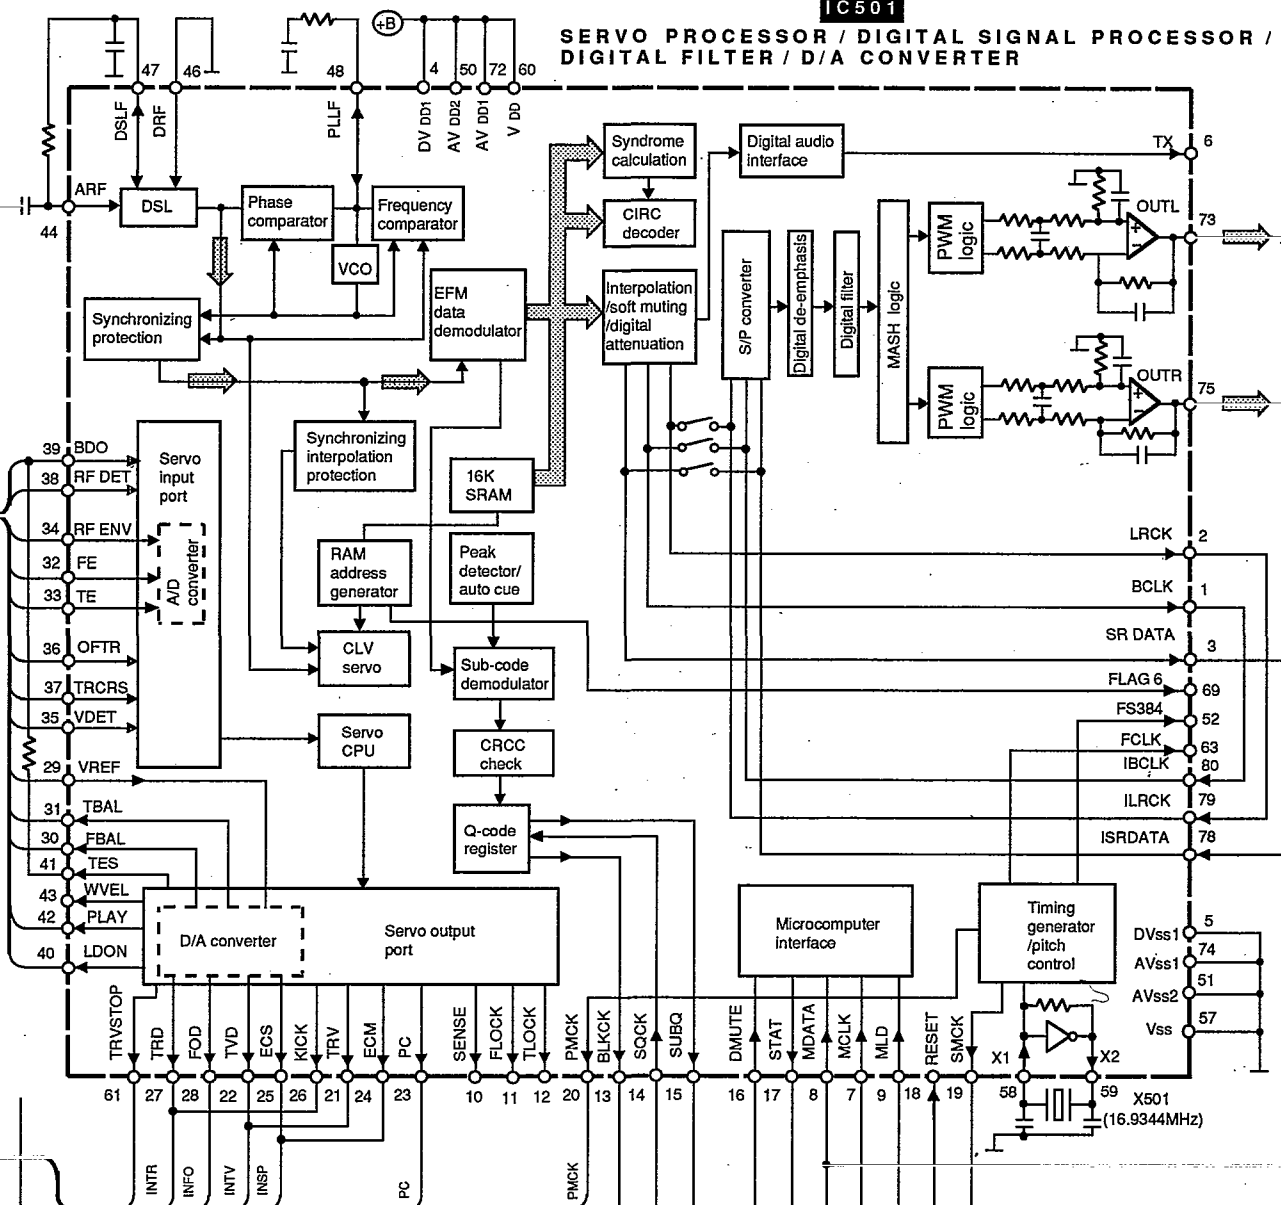 IC501
SERVO PROCESSOR / DIGITAL SIGNAL PROCESSOR /
DIGITAL FILTER / D/A CONVERTER
+B
47
46
48
4
50
72
60
DSLF
DRF
PLLF
DV DD1
AV DD2
AV DD1
V DD
ARF
44
DSL
Phase
comparator
Frequency
comparator
VCO
Synchronizing
protection
EFM
data
demodulator
Syndrome
calculation
CIRC
decoder
Digital audio
interface
TX
6
Interpolation
/soft muting
/digital
attenuation
S/P converter
Digital de-emphasis
Digital filter
MASH logic
PWM
logic
+
−
OUTL
73
PWM
logic
+
−
OUTR
75
Synchronizing
interpolation
protection
16K
SRAM
RAM
address
generator
Peak
detector/
auto cue
CLV
servo
Sub-code
demodulator
Servo
CPU
CRCC
check
Q-code
register
Servo
input
port
A/D
converter
39 BDO
38 RF DET
34 RF ENV
32 FE
33 TE
36 OFTR
37 TRCRS
35 VDET
29 VREF
31 TBAL
30 FBAL
41 TES
43 WVEL
42 PLAY
40 LDON
D/A converter
Servo output
port
Microcomputer
interface
Timing
generator
/pitch
control
LRCK 2
BCLK 1
SR DATA 3
FLAG 6 69
FS384 52
FCLK 63
IBCLK 80
ILRCK 79
ISRDATA 78
DVss1 5
AVss1 74
AVss2 51
Vss 57
TRVSTOP
TRD
FOD
TVD
ECS
KICK
TRV
ECM
PC
SENSE
FLOCK
TLOCK
PMCK
BLKCK
SQCK
SUBQ
DMUTE
STAT
MDATA
MCLK
MLD
RESET
SMCK
X1
X2
61
27
28
22
25
26
21
24
23
10
11
12
20
13
14
15
16
17
8
7
9
18
19
58
59
X501
(16.9344MHz)
INTR
INFO
INTV
INSP
PC
PMCK